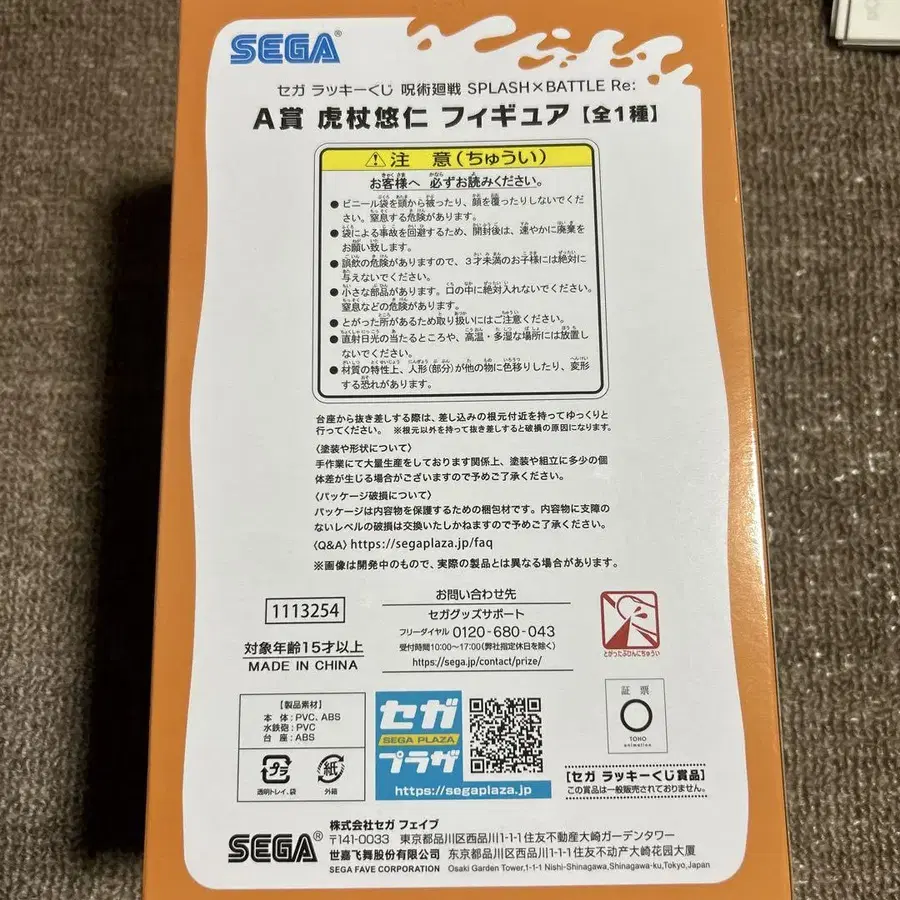 SEGA®
セガ ラッキーくじ 呪術廻戦 SPLASH×BATTLE Re:
A賞 虎杖悠仁 フィギュア【全1種】
⚠注 意(ちゅうい)
お客様へ 必ずお読みください。
●ビニール袋を頭から被ったり、顔を覆ったりしないでください。窒息する危険があります。
●袋による事故を回避するため、開封後は、速やかに廃棄をお願い致します。
●誤飲の危険がありますので、3才未満のお子様には絶対に与えないでください。
●小さな部品があります。口の中に絶対入れないでください。
窒息などの危険があります。
●とがった所があるため取り扱いにはご注意ください。
●直射日光の当たるところや、高温・多湿な場所には放置しないでください。
●材質の特性上、人形(部分)が他の物に色移りしたり、変形する恐れがあります。
台座から抜き差しする際は、差し込みの根元付近を持ってゆっくりと
行ってください。 ※根元以外を持って抜き差しすると破損の原因になります。
〈塗装や形状について〉
手作業にて大量生産をしております関係上、塗装や組立に多少の個
体差が生じる場合がございますので予めご了承ください。
〈パッケージ破損について〉
パッケージは内容物を保護するための梱包材です。内容物に支障の
ないレベルの破損は交換いたしかねますので予めご了承ください。
〈Q&A〉https://segaplaza.jp/faq
※画像は開発中のもので、実際の製品とは異なる場合があります。
1113254
対象年齢15才以上
MADE IN CHINA
お問い合わせ先
セガグッズサポート
フリーダイヤル 0120-680-043
受付時間10:00~17:00(弊社指定休日を除く)
https://sega.jp/contact/prize/
とがったぶひんにちゅうい
【製品素材】
本 体:PVC、ABS
水鉄砲:PVC
台 座:ABS
プラ
透明トレイ、袋
紙
外箱
セガ
SEGA PLAZA
プラザ
https://segaplaza.jp/
証 票
TOHO
animation
【セガ ラッキーくじ賞品】
この賞品は一般販売されておりません。
SEGA®
株式会社セガ フェイブ
〒141-0033 東京都品川区西品川1-1-1住友不動産大崎ガーデンタワー
世嘉飞舞股份有限公司 东京都品川区西品川1-1-1住友不动产大崎花园大厦
SEGA FAVE CORPORATION Osaki Garden Tower,1-1-1 Nishi-Shinagawa,Shinagawa-ku,Tokyo,Japan